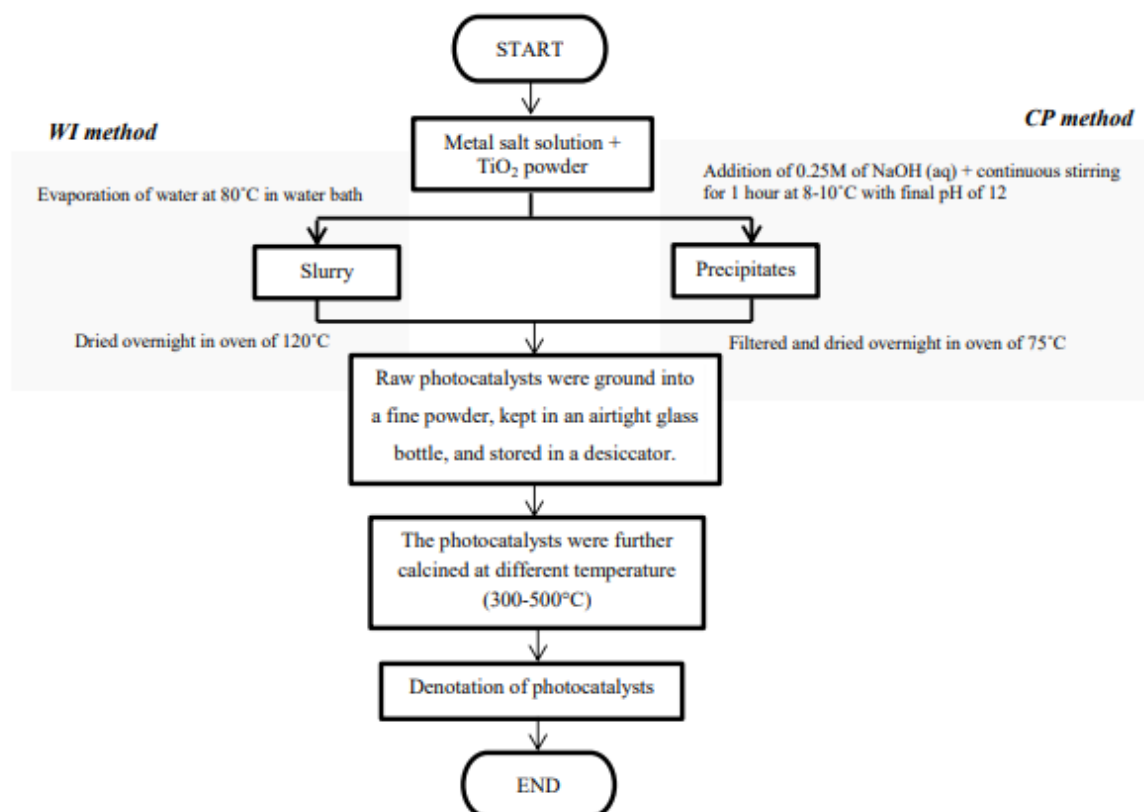 START
WI method
CP method
Metal salt solution +
TiO₂ powder
Evaporation of water at 80˚C in water bath
Addition of 0.25M of NaOH (aq) + continuous stirring
for 1 hour at 8-10˚C with final pH of 12
Slurry
Precipitates
Dried overnight in oven of 120˚C
Filtered and dried overnight in oven of 75˚C
Raw photocatalysts were ground into
a fine powder, kept in an airtight glass
bottle, and stored in a desiccator.
The photocatalysts were further
calcined at different temperature
(300-500°C)
Denotation of photocatalysts
END